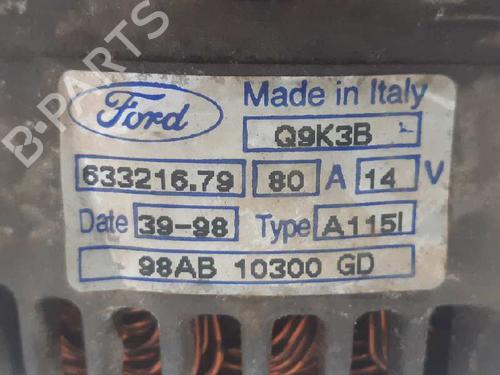 B-PARTS
Ford
Made in Italy
Q9K3B
633216.79 80 A 14 V
Date 39-98 Type A115I
98AB 10300 GD